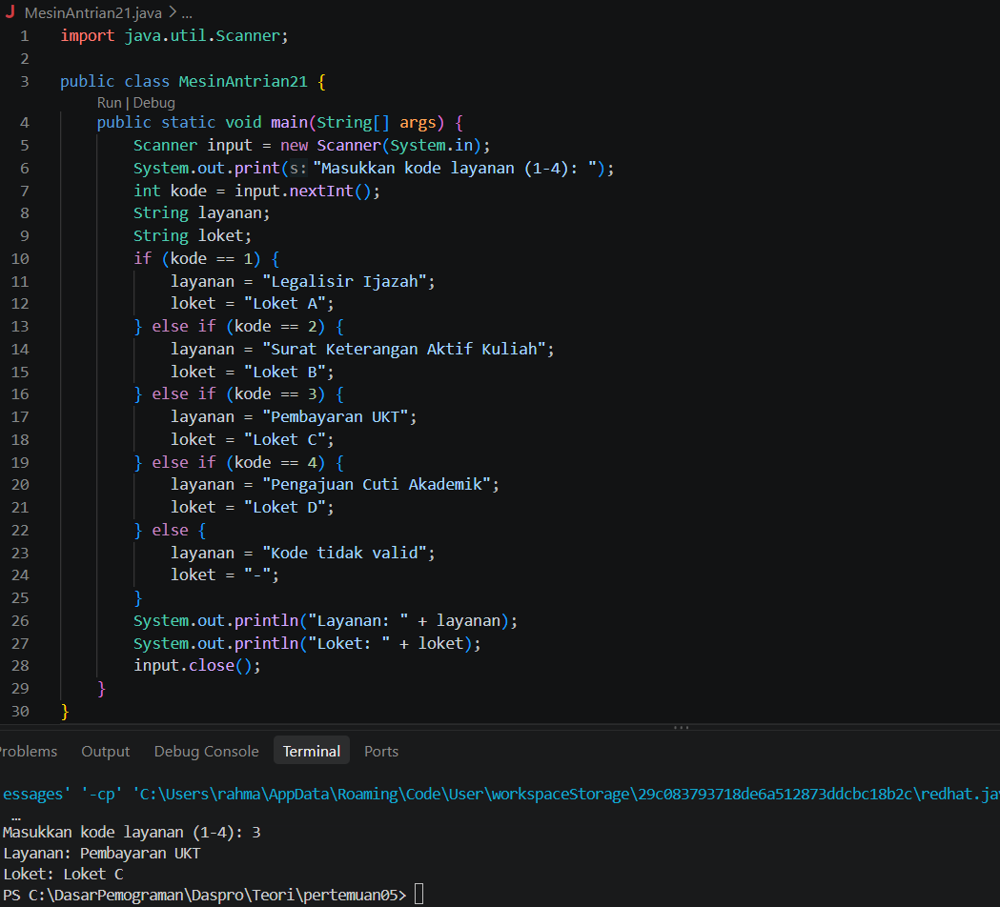 MesinAntrian21.java > ...
1 import java.util.Scanner;
2
3 public class MesinAntrian21 {
Run | Debug
4 public static void main(String[] args) {
5 Scanner input = new Scanner(System.in);
6 System.out.print(s: "Masukkan kode layanan (1-4): ");
7 int kode = input.nextInt();
8 String layanan;
9 String loket;
10 if (kode == 1) {
11 layanan = "Legalisir Ijazah";
12 loket = "Loket A";
13 } else if (kode == 2) {
14 layanan = "Surat Keterangan Aktif Kuliah";
15 loket = "Loket B";
16 } else if (kode == 3) {
17 layanan = "Pembayaran UKT";
18 loket = "Loket C";
19 } else if (kode == 4) {
20 layanan = "Pengajuan Cuti Akademik";
21 loket = "Loket D";
22 } else {
23 layanan = "Kode tidak valid";
24 loket = "-";
25 }
26 System.out.println("Layanan: " + layanan);
27 System.out.println("Loket: " + loket);
28 input.close();
29 }
30 }
roblems Output Debug Console Terminal Ports
essages' '-cp' 'C:\Users\rahma\AppData\Roaming\Code\User\workspaceStorage\29c083793718de6a512873ddcbc18b2c\redhat.ja
…
Masukkan kode layanan (1-4): 3
Layanan: Pembayaran UKT
Loket: Loket C
PS C:\DasarPemograman\Daspro\Teori\pertemuan05>